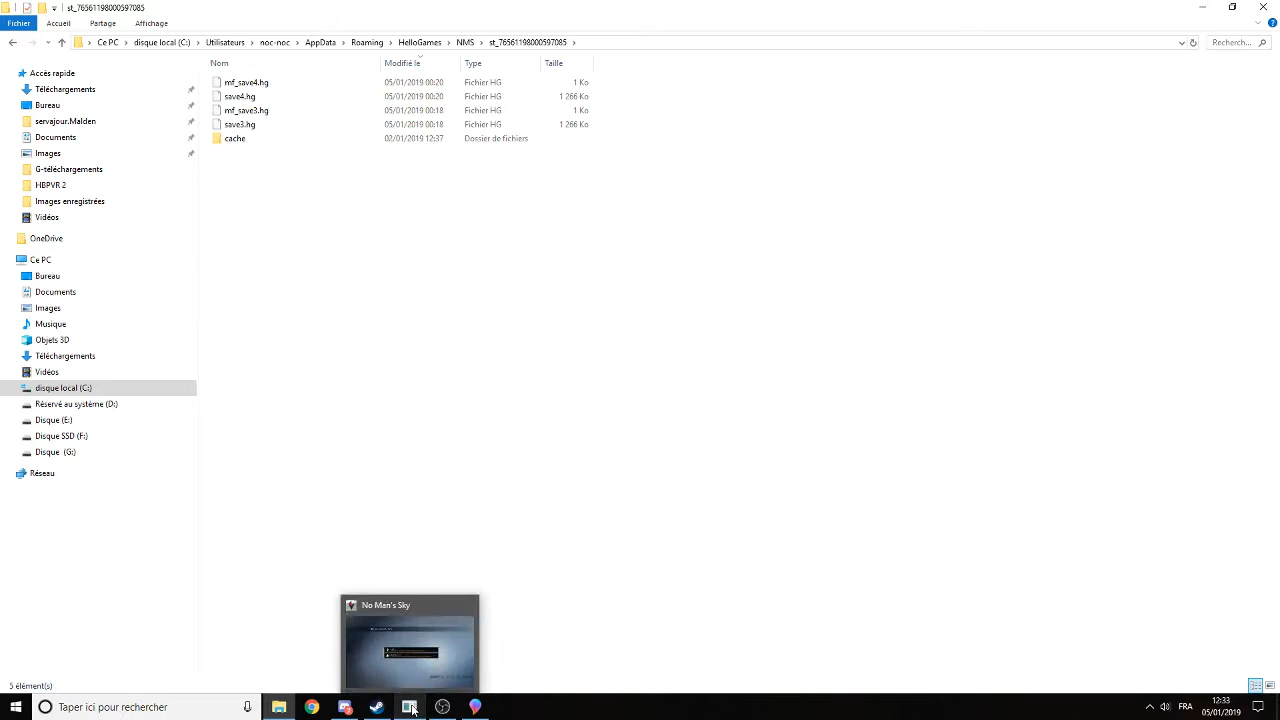 st_76561198000597085
Fichier Accueil Partage Affichage
Ce PC disque local (C:) Utilisateurs noc-noc AppData Roaming HelloGames NMS st_76561198000597085 Recherch...
Nom Modifié le Type Taille
mf_save4.hg 05/01/2019 00:20 Fichier HG 1 Ko
save4.hg 05/01/2019 00:20 Fichier HG 1 266 Ko
mf_save3.hg 05/01/2019 00:18 Fichier HG 1 Ko
save3.hg 05/01/2019 00:18 Fichier HG 1 266 Ko
cache 02/01/2019 12:37 Dossier de fichiers
Accès rapide
Téléchargements
Bureau
servajour.Malden
Documents
Images
G-téléchargements
HBPVR 2
Images enregistrées
Vidéos
OneDrive
Ce PC
Bureau
Documents
Images
Musique
Objets 3D
Téléchargements
Vidéos
disque local (C:)
Réservé au système (D:)
Disque (E:)
Disque SSD (F:)
Disque (G:)
Réseau
No Man's Sky
5 élément(s)
Taper ici pour rechercher
FRA
12:33
05/01/2019